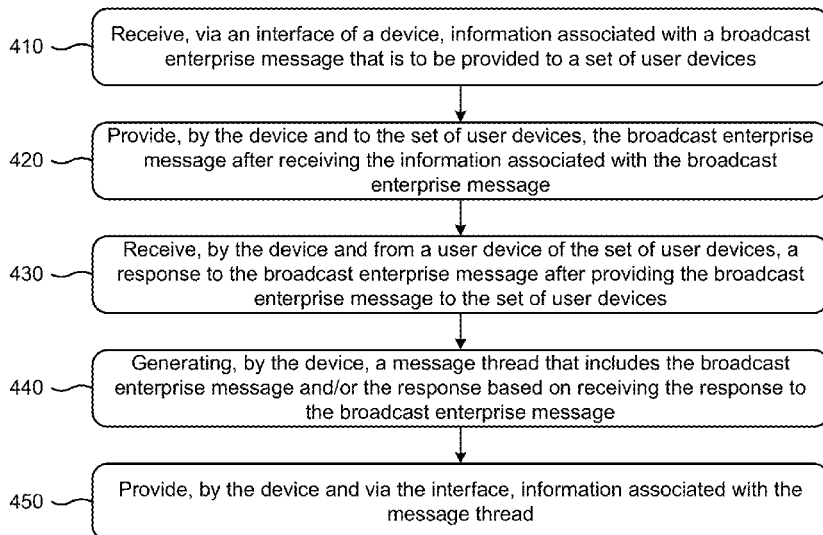 410
Receive, via an interface of a device, information associated with a broadcast
enterprise message that is to be provided to a set of user devices
420
Provide, by the device and to the set of user devices, the broadcast enterprise
message after receiving the information associated with the broadcast
enterprise message
430
Receive, by the device and from a user device of the set of user devices, a
response to the broadcast enterprise message after providing the broadcast
enterprise message to the set of user devices
440
Generating, by the device, a message thread that includes the broadcast
enterprise message and/or the response based on receiving the response to
the broadcast enterprise message
450
Provide, by the device and via the interface, information associated with the
message thread